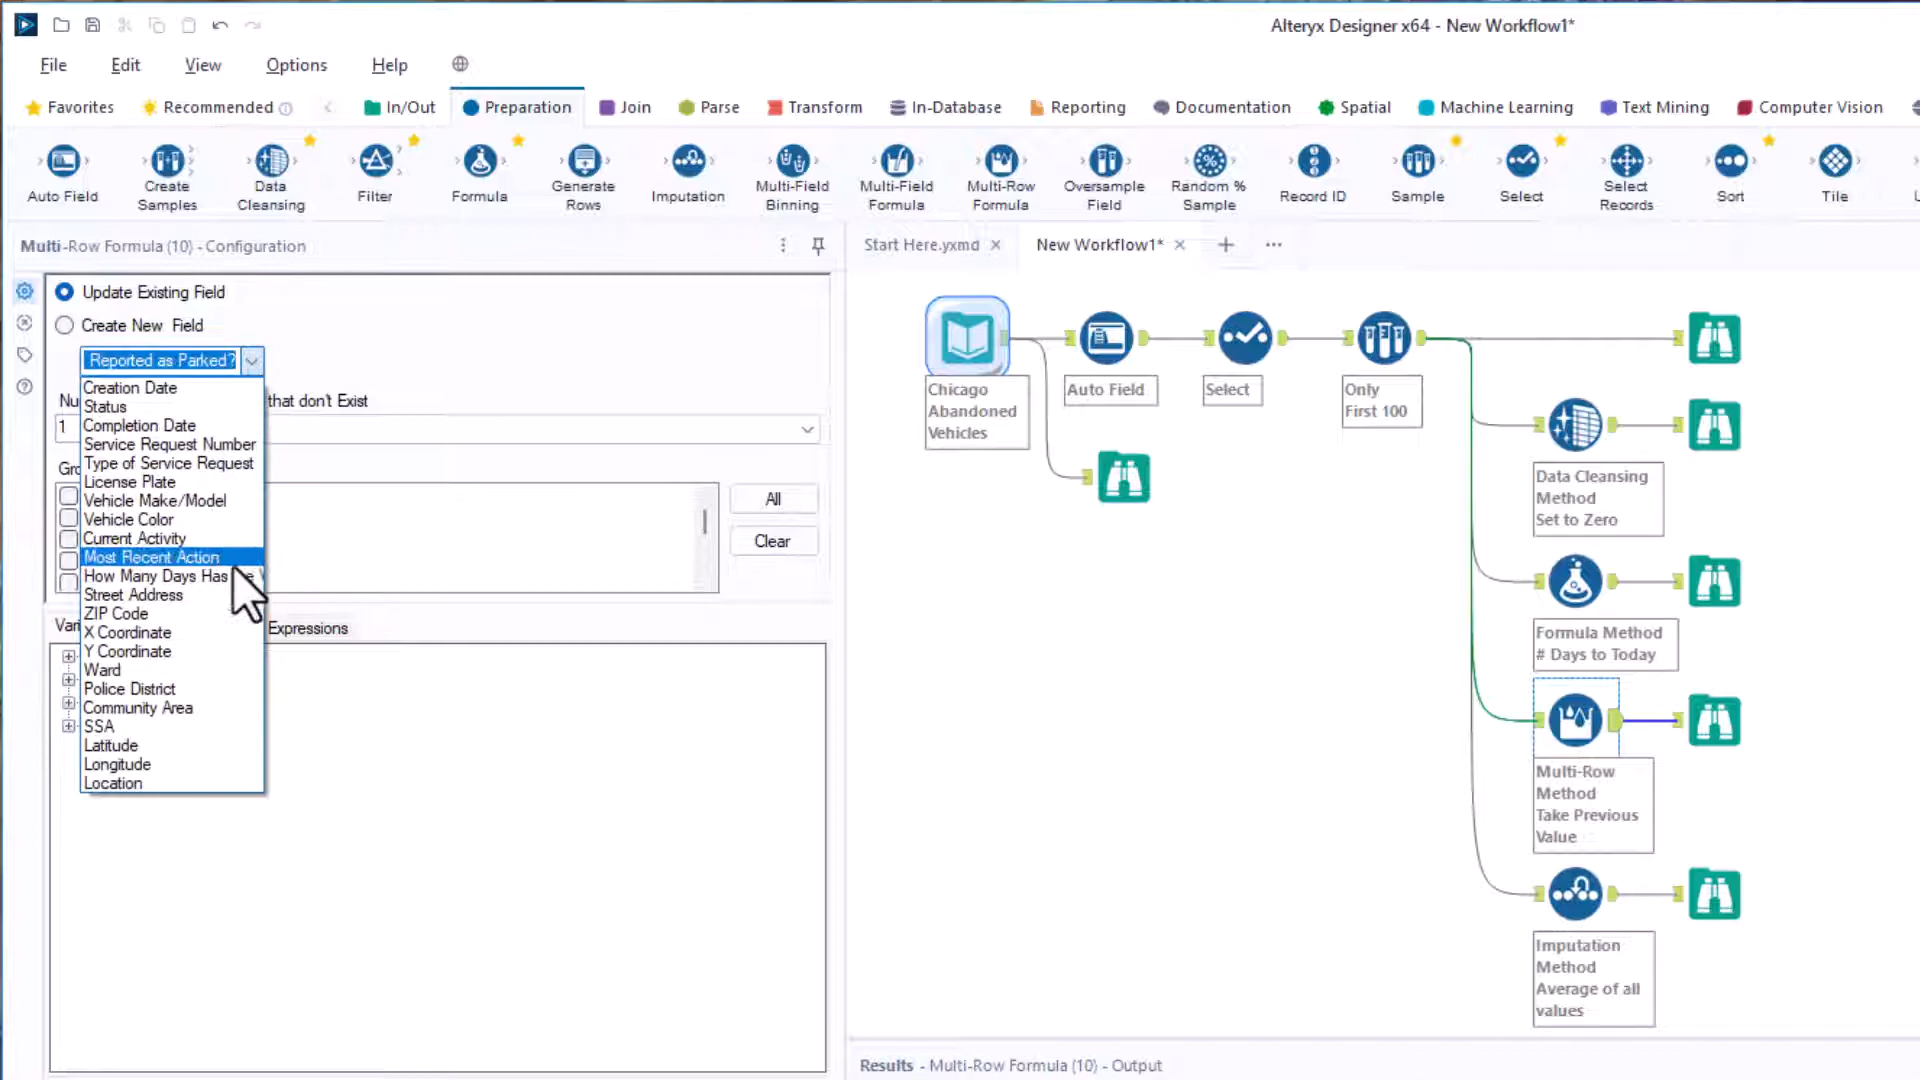 Alteryx Designer x64 - New Workflow1*
File Edit View Options Help
Favorites Recommended In/Out Preparation Join Parse Transform In-Database Reporting Documentation Spatial Machine Learning Text Mining Computer Vision
Auto Field
Create
Samples
Data
Cleansing
Filter
Formula
Generate
Rows
Imputation
Multi-Field
Binning
Multi-Field
Formula
Multi-Row
Formula
Oversample
Field
Random %
Sample
Record ID
Sample
Select
Select
Records
Sort
Tile
Multi-Row Formula (10) - Configuration
Start Here.yxmd
New Workflow1*
Update Existing Field
Create New Field
Reported as Parked?
Creation Date
Status
Completion Date
Service Request Number
Type of Service Request
License Plate
Vehicle Make/Model
Vehicle Color
Current Activity
Most Recent Action
How Many Days Has
Street Address
ZIP Code
X Coordinate
Y Coordinate
Ward
Police District
Community Area
SSA
Latitude
Longitude
Location
that don't Exist
1
All
Clear
Expressions
Chicago
Abandoned
Vehicles
Auto Field
Select
Only
First 100
Data Cleansing
Method
Set to Zero
Formula Method
# Days to Today
Multi-Row
Method
Take Previous
Value
Imputation
Method
Average of all
values
Results - Multi-Row Formula (10) - Output